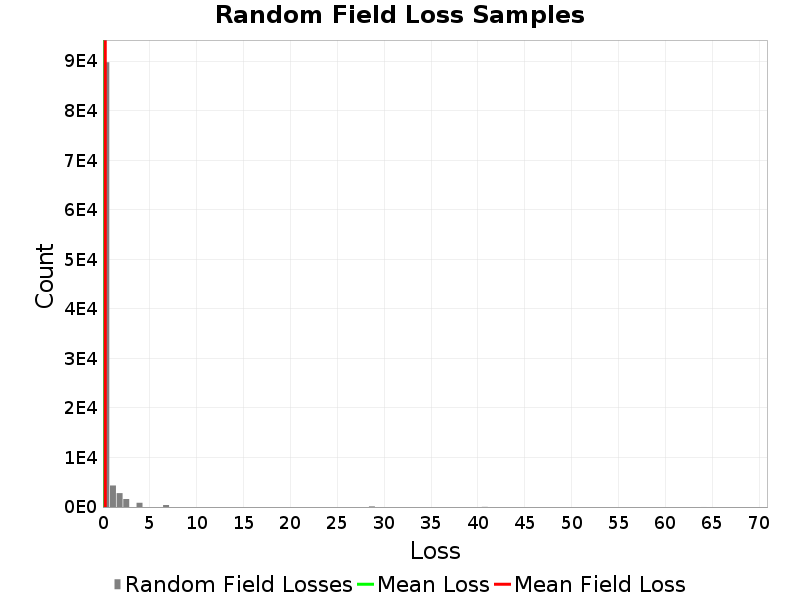 Random Field Loss Samples
Count
9E4
8E4
7E4
6E4
5E4
4E4
3E4
2E4
1E4
0E0
0 5 10 15 20 25 30 35 40 45 50 55 60 65 70
Loss
Random Field Losses Mean Loss Mean Field Loss